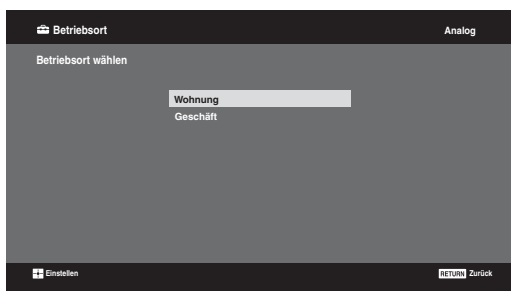 Betriebsort Analog
Betriebsort wählen
Wohnung
Geschäft
Einstellen RETURN Zurück